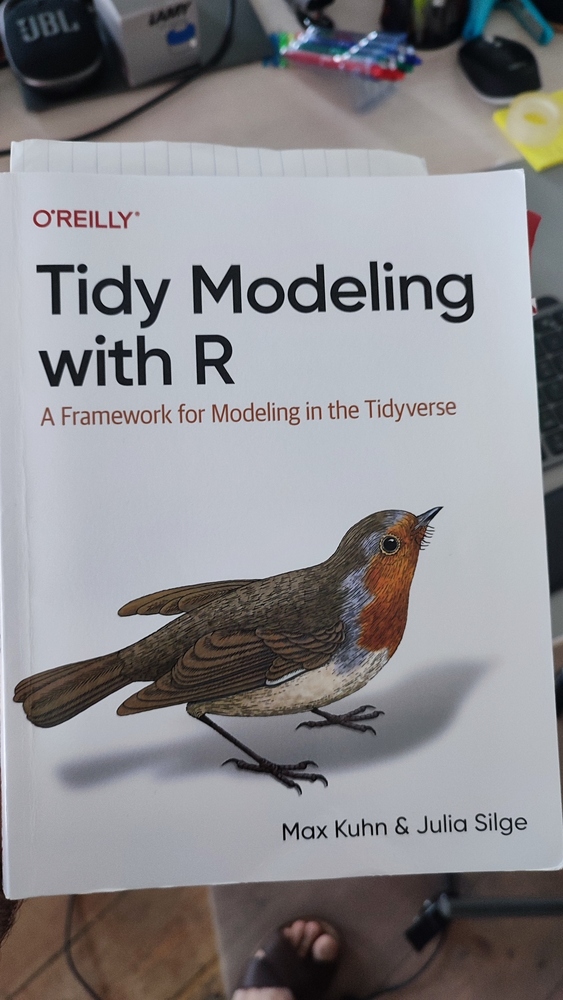 JBL
LAMY
O'REILLY®
Tidy Modeling
with R
A Framework for Modeling in the Tidyverse
Max Kuhn & Julia Silge